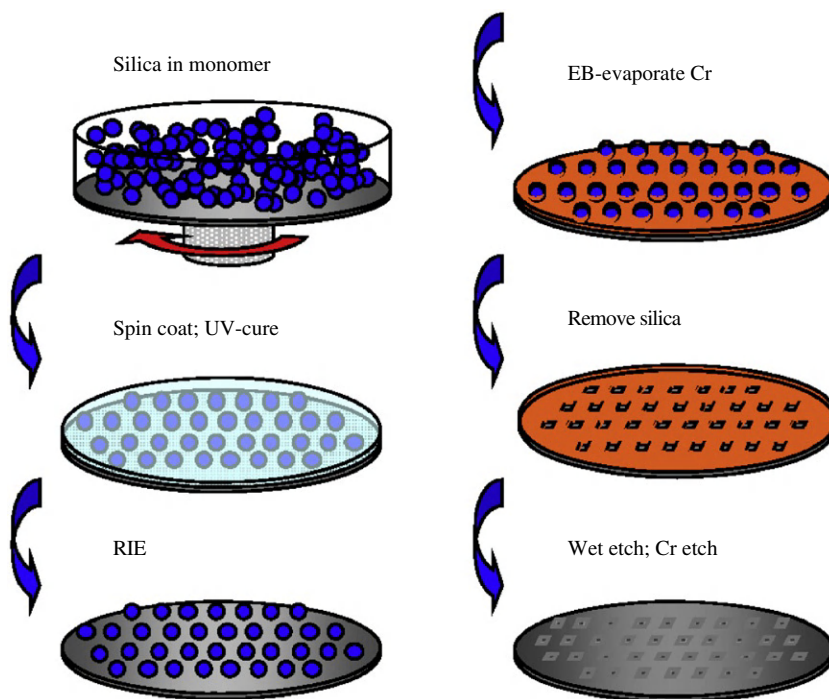 Silica in monomer
Spin coat; UV-cure
RIE
EB-evaporate Cr
Remove silica
Wet etch; Cr etch